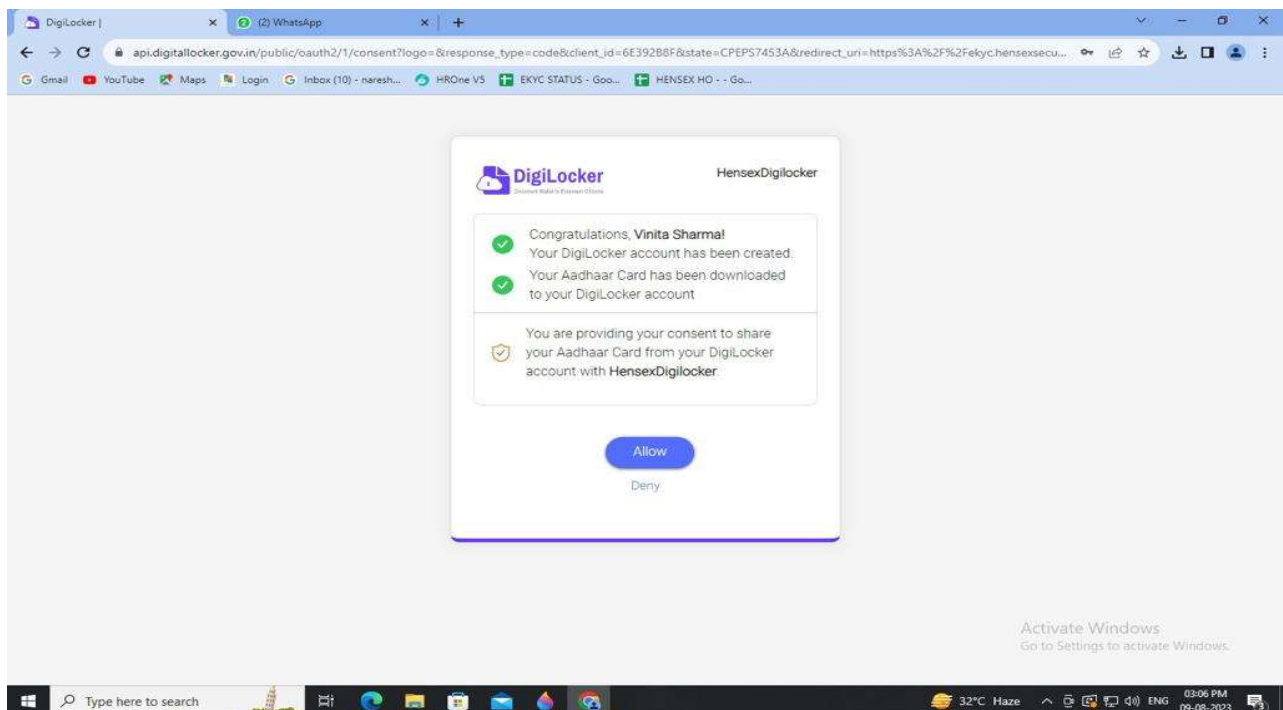 DigiLocker |
(2) WhatsApp
api.digitallocker.gov.in/public/oauth2/1/consent?logo=&response_type=code&client_id=6E392B8F&state=CPEPS7453A&redirect_uri=https%3A%2F%2Fekyc.hensexsecu...
Gmail YouTube Maps Login Inbox (10) - naresh... HROne V5 EKYC STATUS - Goo... HENSEX HO - - Go...
DigiLocker
HensexDigilocker
Congratulations, Vinita Sharma!
Your DigiLocker account has been created.
Your Aadhaar Card has been downloaded
to your DigiLocker account
You are providing your consent to share
your Aadhaar Card from your DigiLocker
account with HensexDigilocker
Allow
Deny
Activate Windows
Go to Settings to activate Windows.
Type here to search
32°C Haze
ENG
03:06 PM
09-08-2023